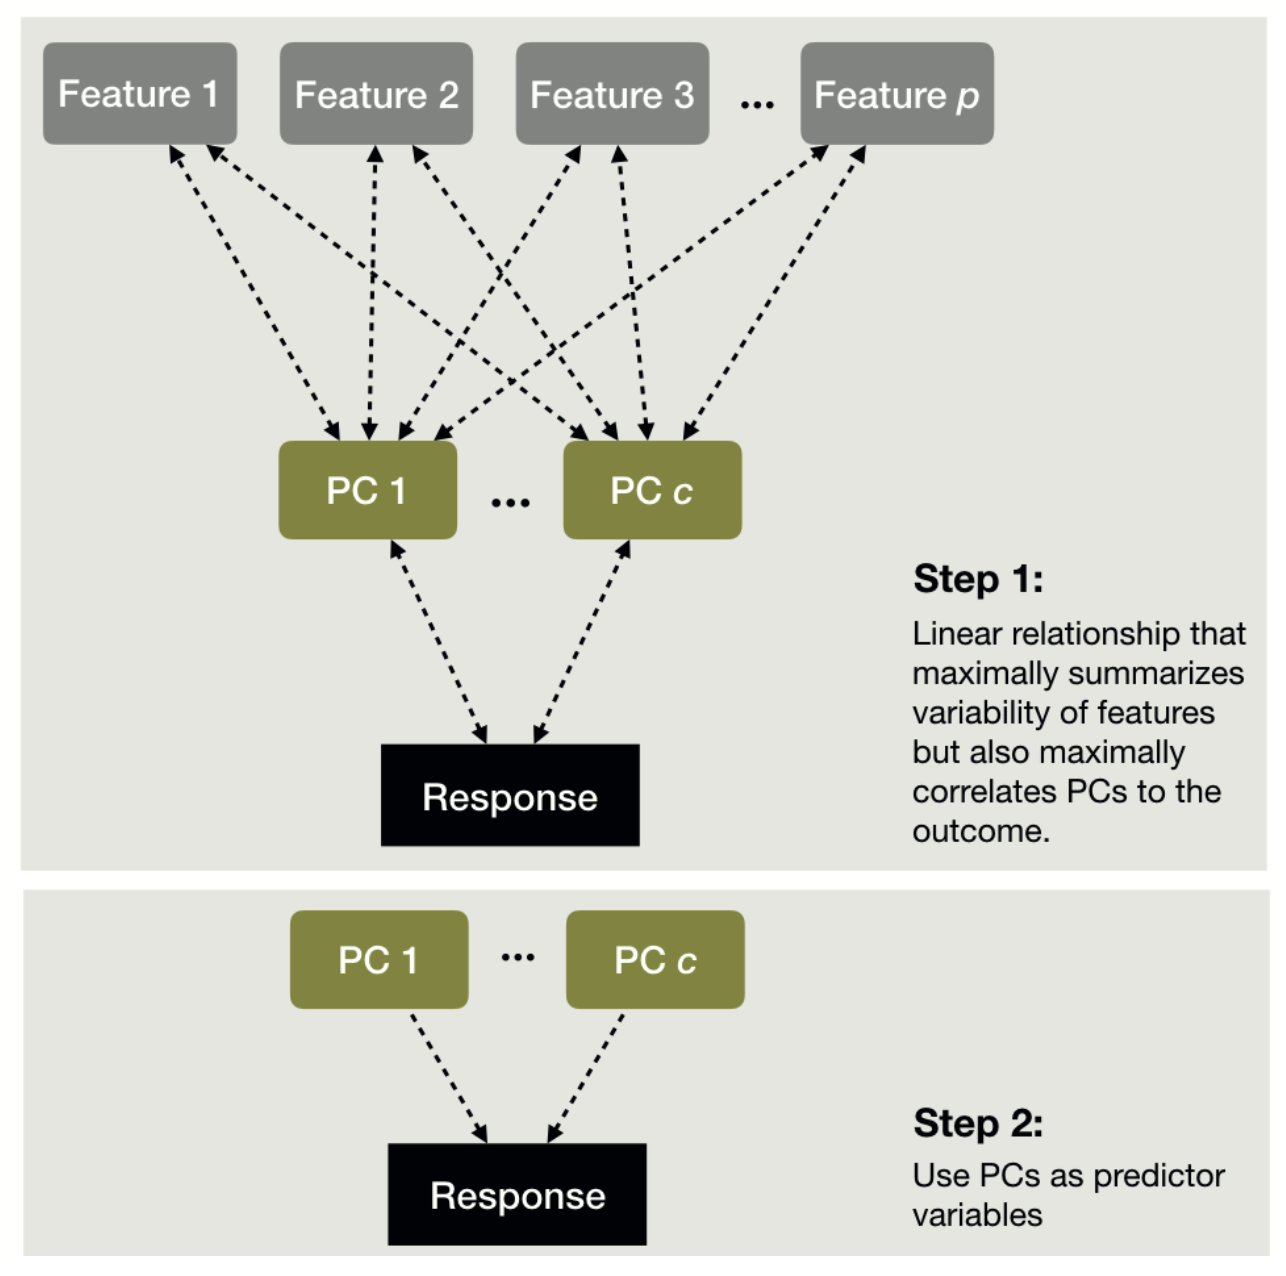 Feature 1 Feature 2 Feature 3 ... Feature p
PC 1 ... PC c
Step 1:
Linear relationship that
maximally summarizes
variability of features
but also maximally
correlates PCs to the
outcome.
Response
PC 1 ... PC c
Step 2:
Use PCs as predictor
variables
Response